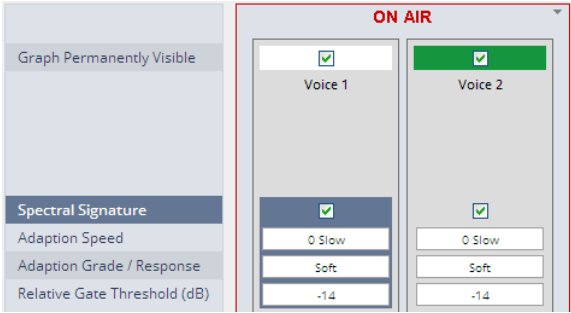 ON AIR
Graph Permanently Visible
Voice 1 Voice 2
Spectral Signature
Adaption Speed 0 Slow 0 Slow
Adaption Grade / Response Soft Soft
Relative Gate Threshold (dB) -14 -14